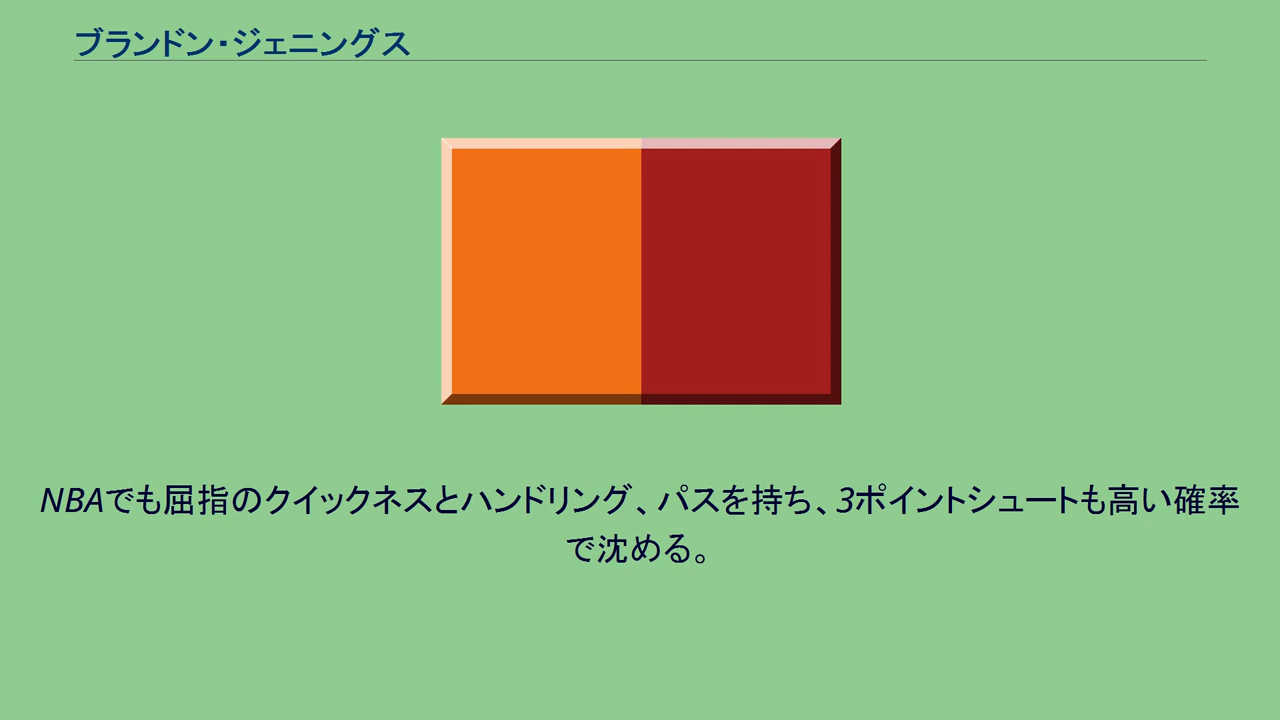 ブランドン・ジェニングス
NBAでも屈指のクイックネスとハンドリング、パスを持ち、3ポイントシュートも高い確率
で沈める。